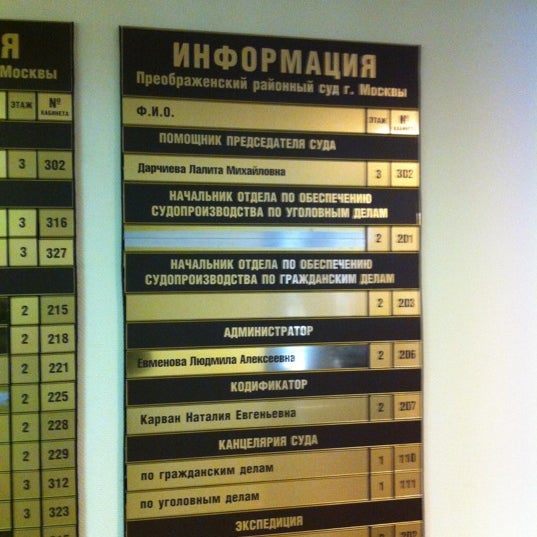 Я
Москвы
ЭТАЖ № КАБИНЕТА
3 302
3 316
3 327
2 215
2 218
2 221
2 225
2 228
2 229
3 312
3 323
ИНФОРМАЦИЯ
Преображенский районный суд г. Москвы
Ф.И.О. ЭТАЖ № КАБИНЕТА
ПОМОЩНИК ПРЕДСЕДАТЕЛЯ СУДА
Дарчиева Лалита Михайловна 3 302
НАЧАЛЬНИК ОТДЕЛА ПО ОБЕСПЕЧЕНИЮ
СУДОПРОИЗВОДСТВА ПО УГОЛОВНЫМ ДЕЛАМ
2 201
НАЧАЛЬНИК ОТДЕЛА ПО ОБЕСПЕЧЕНИЮ
СУДОПРОИЗВОДСТВА ПО ГРАЖДАНСКИМ ДЕЛАМ
2 203
АДМИНИСТРАТОР
Евменова Людмила Алексеевна 2 206
КОДИФИКАТОР
Карван Наталия Евгеньевна 2 207
КАНЦЕЛЯРИЯ СУДА
по гражданским делам 1 110
по уголовным делам 1 111
ЭКСПЕДИЦИЯ